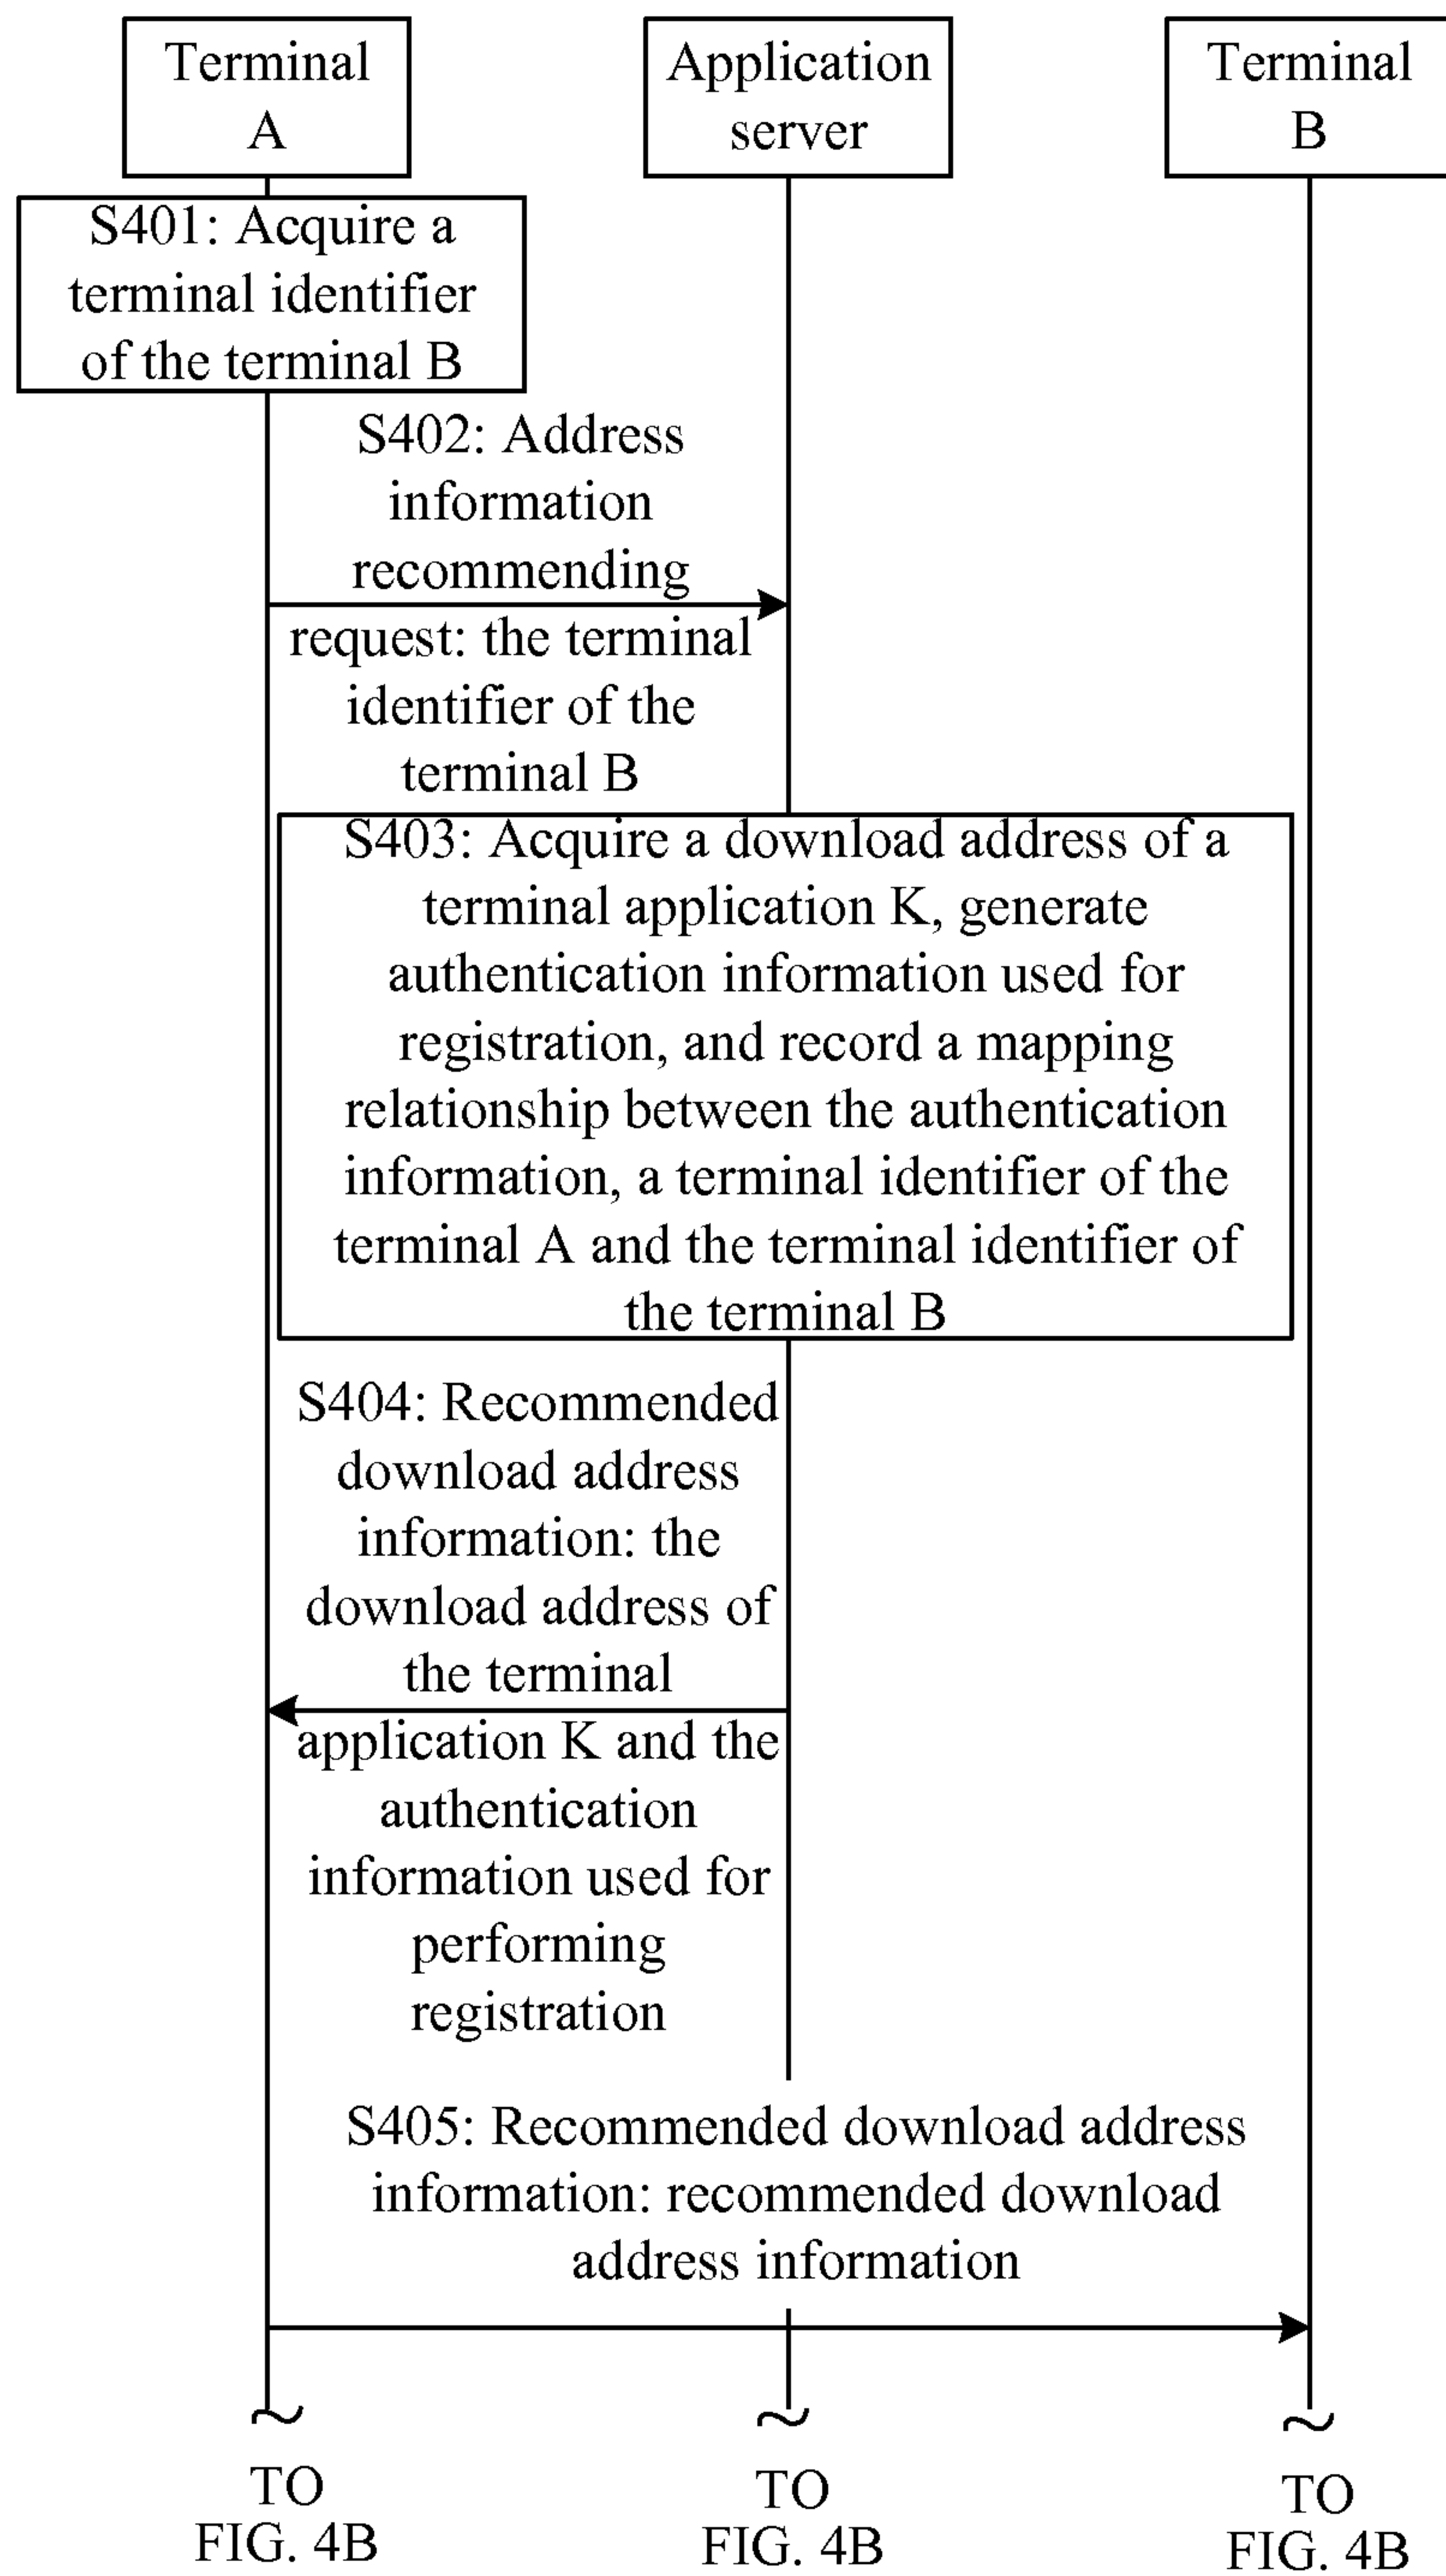 Terminal
A
Application
server
Terminal
B
S401: Acquire a
terminal identifier
of the terminal B
S402: Address
information
recommending
request: the terminal
identifier of the
terminal B
S403: Acquire a download address of a
terminal application K, generate
authentication information used for
registration, and record a mapping
relationship between the authentication
information, a terminal identifier of the
terminal A and the terminal identifier of
the terminal B
S404: Recommended
download address
information: the
download address of
the terminal
application K and the
authentication
information used for
performing
registration
S405: Recommended download address
information: recommended download
address information
TO
FIG. 4B
TO
FIG. 4B
TO
FIG. 4B